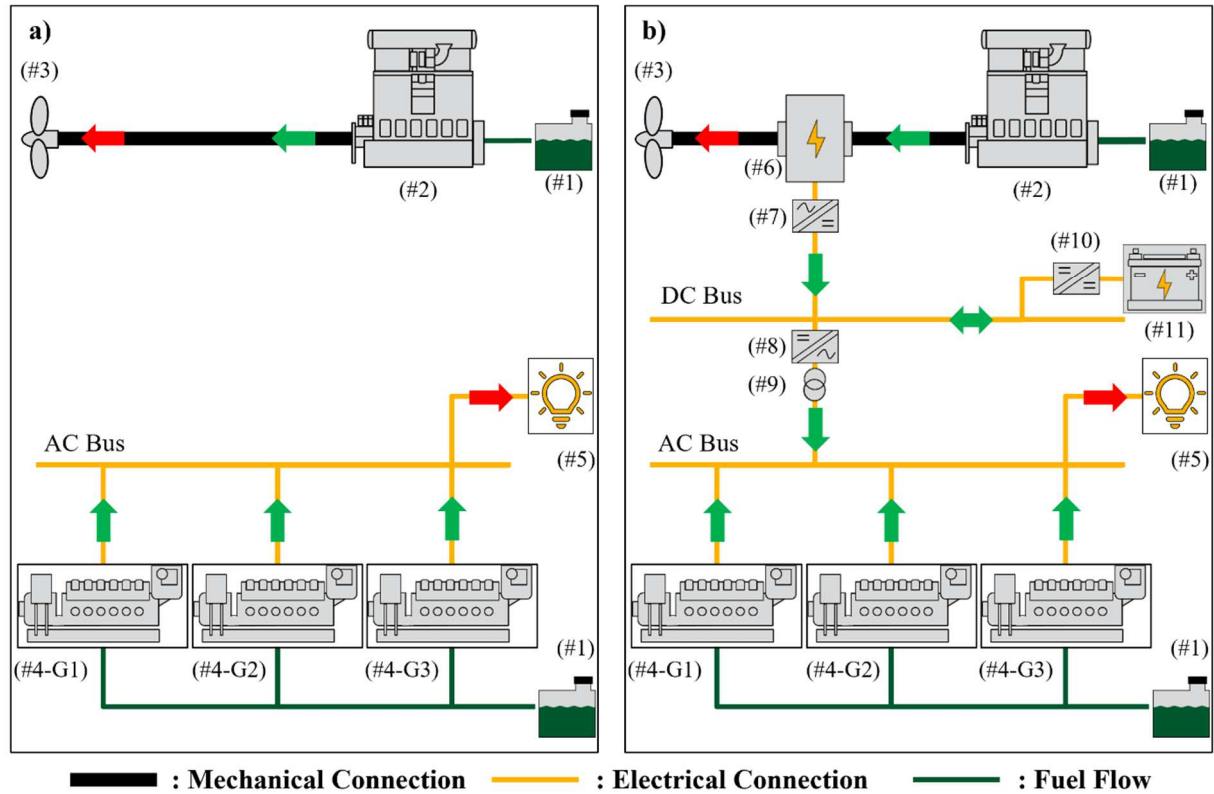 a)
(#3)
(#2)
(#1)
AC Bus
(#5)
(#4-G1)
(#4-G2)
(#4-G3)
(#1)
b)
(#3)
(#6)
(#2)
(#1)
(#7)
(#10)
DC Bus
(#11)
(#8)
(#9)
AC Bus
(#5)
(#4-G1)
(#4-G2)
(#4-G3)
(#1)
: Mechanical Connection : Electrical Connection : Fuel Flow